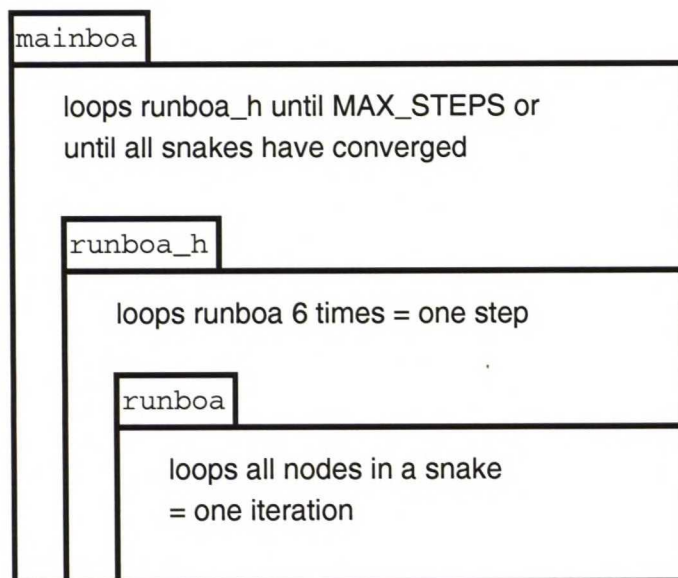 mainboa
loops runboa_h until MAX_STEPS or
until all snakes have converged
runboa_h
loops runboa 6 times = one step
runboa
loops all nodes in a snake
= one iteration